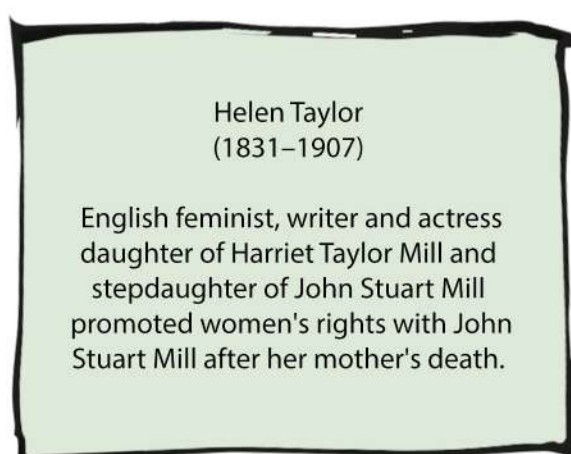 Helen Taylor
(1831–1907)
English feminist, writer and actress
daughter of Harriet Taylor Mill and
stepdaughter of John Stuart Mill
promoted women's rights with John
Stuart Mill after her mother's death.